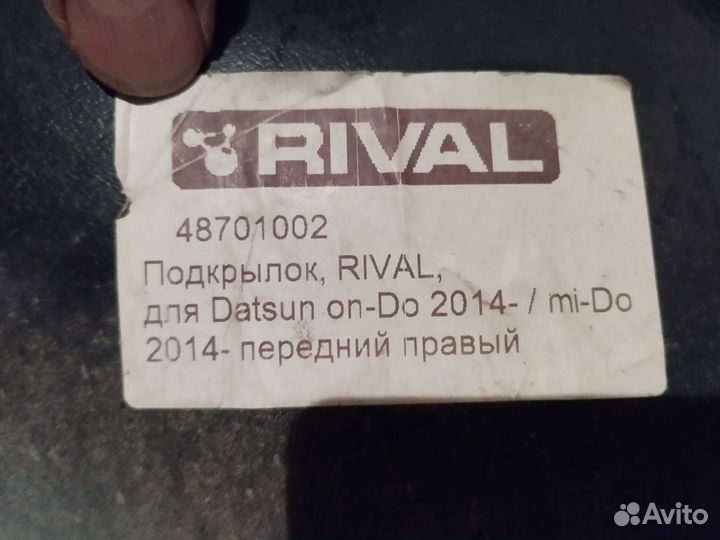 RIVAL
48701002
Подкрылок, RIVAL,
для Datsun on-Do 2014- / mi-Do
2014- передний правый
Avito